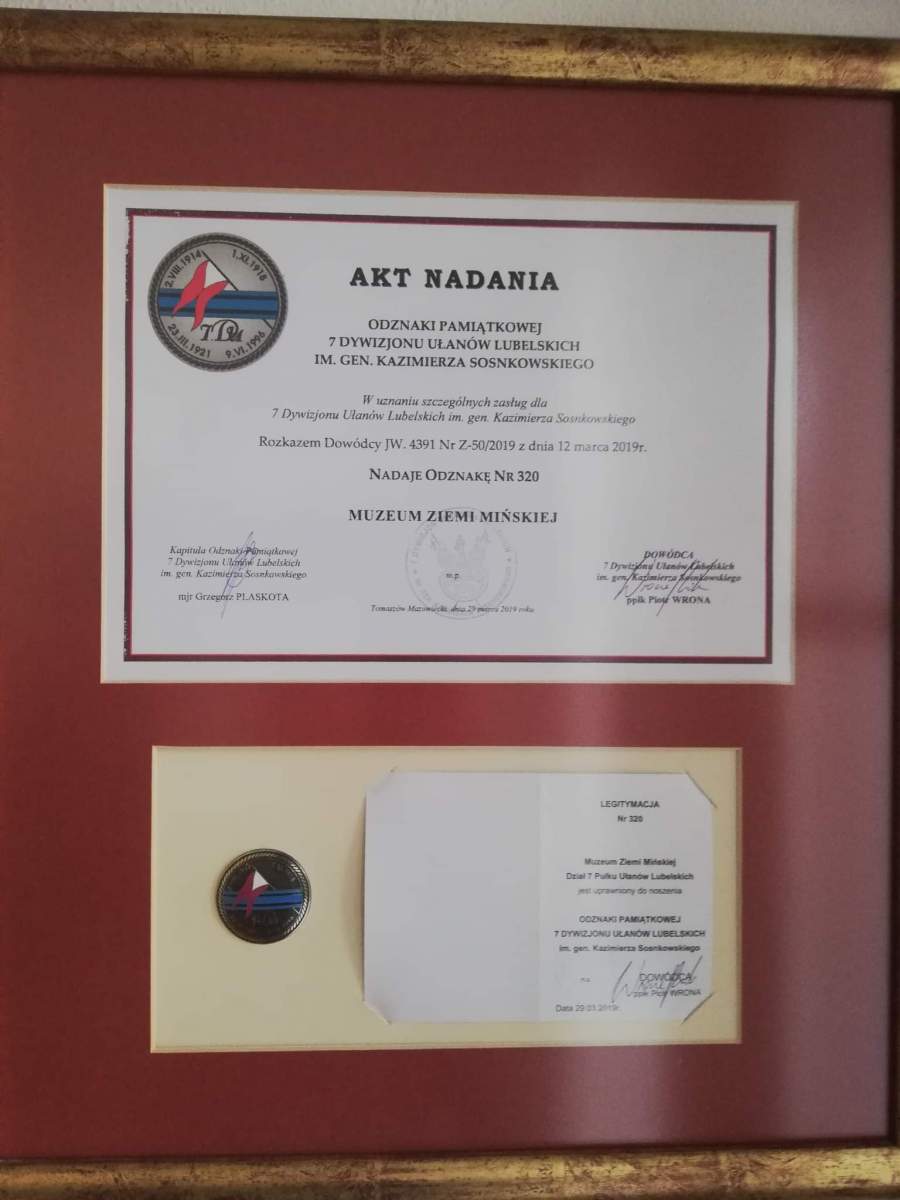 2.VIII.1914
1.XI.1918
7DU
23.III.1921
9.VI.1996
AKT NADANIA
ODZNAKI PAMIĄTKOWEJ
7 DYWIZJONU UŁANÓW LUBELSKICH
IM. GEN. KAZIMIERZA SOSNKOWSKIEGO
W uznaniu szczególnych zasług dla
7 Dywizjonu Ułanów Lubelskich im. gen. Kazimierza Sosnkowskiego
Rozkazem Dowódcy JW. 4391 Nr Z-50/2019 z dnia 12 marca 2019r.
NADAJE ODZNAKĘ NR 320
MUZEUM ZIEMI MIŃSKIEJ
Kapituła Odznaki Pamiątkowej
7 Dywizjonu Ułanów Lubelskich
im. gen. Kazimierza Sosnkowskiego
mjr Grzegorz PLASKOTA
m.p.
Tomaszów Mazowiecki, dnia 29 marca 2019 roku
DOWÓDCA
7 Dywizjonu Ułanów Lubelskich
im. gen. Kazimierza Sosnkowskiego
ppłk Piotr WRONA
LEGITYMACJA
Nr 320
Muzeum Ziemi Mińskiej
Dział 7 Pułku Ułanów Lubelskich
jest uprawniony do noszenia
ODZNAKI PAMIĄTKOWEJ
7 DYWIZJONU UŁANÓW LUBELSKICH
im. gen. Kazimierza Sosnkowskiego
DOWÓDCA
ppłk Piotr WRONA
Data 29.03.2019r.